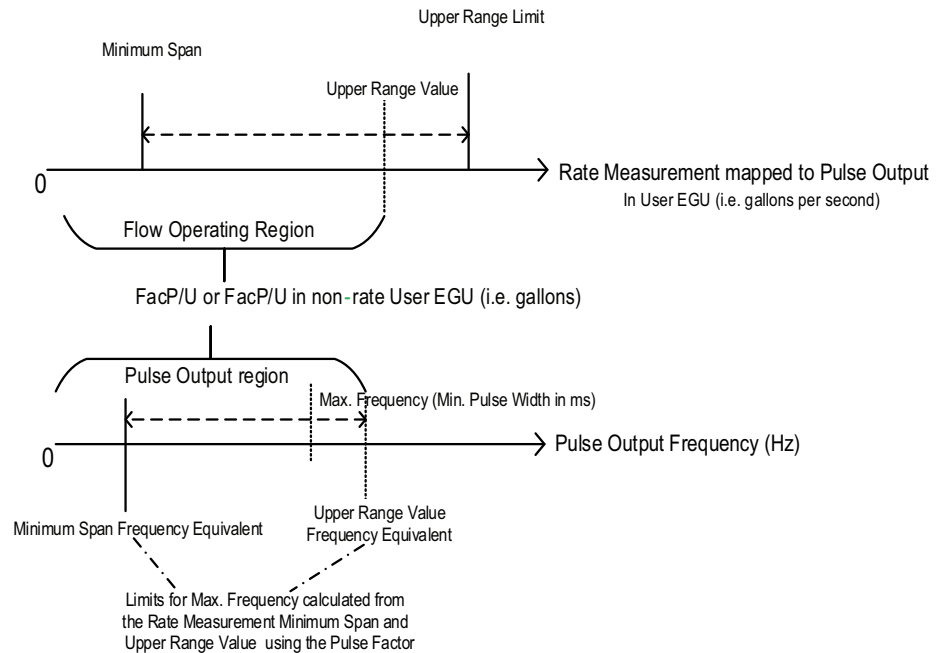 Upper Range Limit
Minimum Span
Upper Range Value
0
Rate Measurement mapped to Pulse Output
In User EGU (i.e. gallons per second)
Flow Operating Region
FacP/U or FacP/U in non-rate User EGU (i.e. gallons)
Pulse Output region
Max. Frequency (Min. Pulse Width in ms)
0
Pulse Output Frequency (Hz)
Minimum Span Frequency Equivalent
Upper Range Value
Frequency Equivalent
Limits for Max. Frequency calculated from
the Rate Measurement Minimum Span and
Upper Range Value using the Pulse Factor